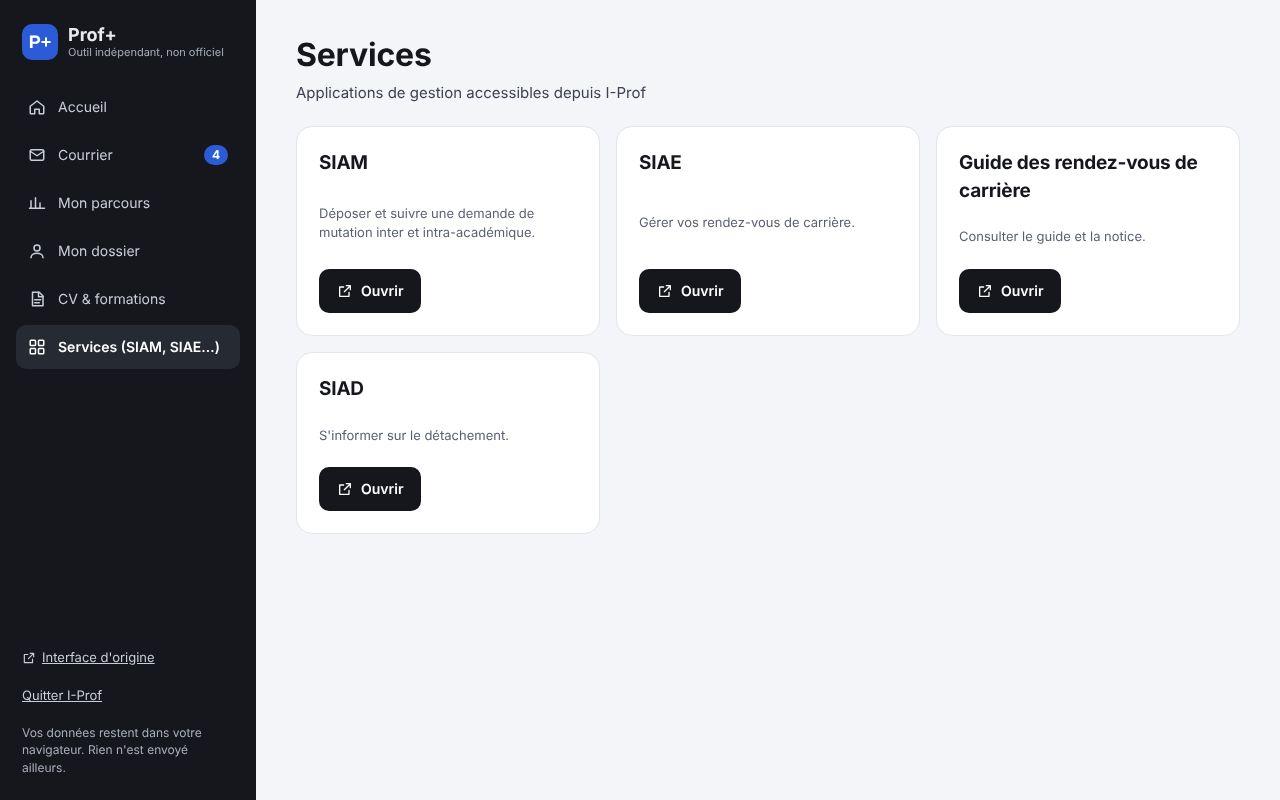 P+
Prof+
Outil indépendant, non officiel
Accueil
Courrier
4
Mon parcours
Mon dossier
CV & formations
Services (SIAM, SIAE...)
Interface d'origine
Quitter I-Prof
Vos données restent dans votre
navigateur. Rien n'est envoyé
ailleurs.
Services
Applications de gestion accessibles depuis I-Prof
SIAM
Déposer et suivre une demande de
mutation inter et intra-académique.
Ouvrir
SIAE
Gérer vos rendez-vous de carrière.
Ouvrir
Guide des rendez-vous de
carrière
Consulter le guide et la notice.
Ouvrir
SIAD
S'informer sur le détachement.
Ouvrir